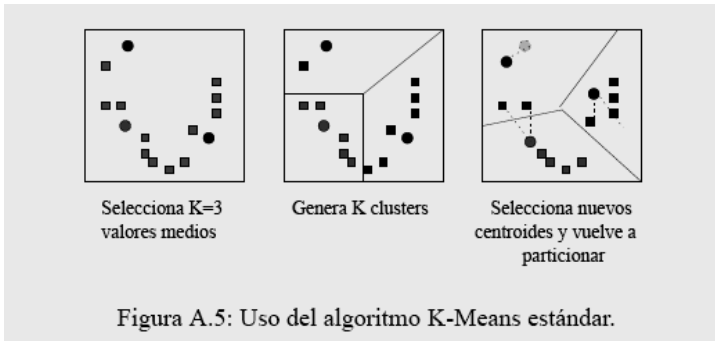 Selecciona K=3
valores medios
Genera K clusters
Selecciona nuevos
centroides y vuelve a
particionar
Figura A.5: Uso del algoritmo K-Means estándar.